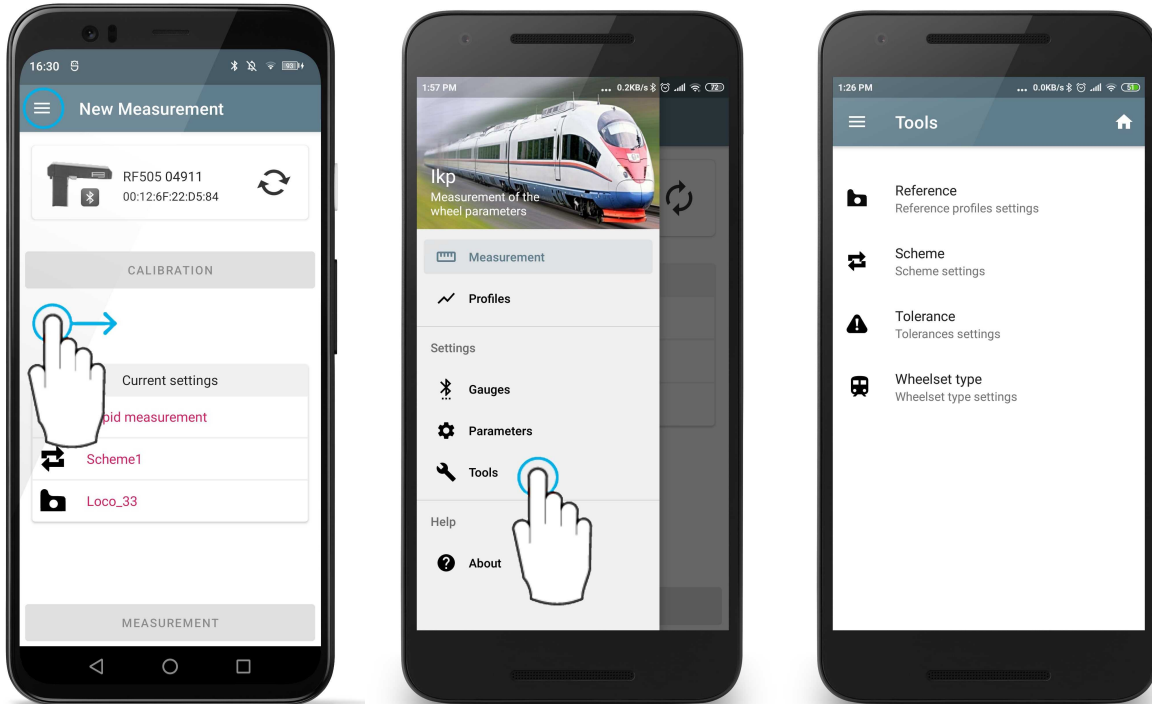 16:30
93
New Measurement
RF505 04911
00:12:6F:22:D5:84
CALIBRATION
Current settings
pid measurement
Scheme1
Loco_33
MEASUREMENT
1:57 PM
... 0.2KB/s
72
Ikp
Measurement of the
wheel parameters
Measurement
Profiles
Settings
Gauges
Parameters
Tools
Help
About
1:26 PM
... 0.0KB/s
51
Tools
Reference
Reference profiles settings
Scheme
Scheme settings
Tolerance
Tolerances settings
Wheelset type
Wheelset type settings